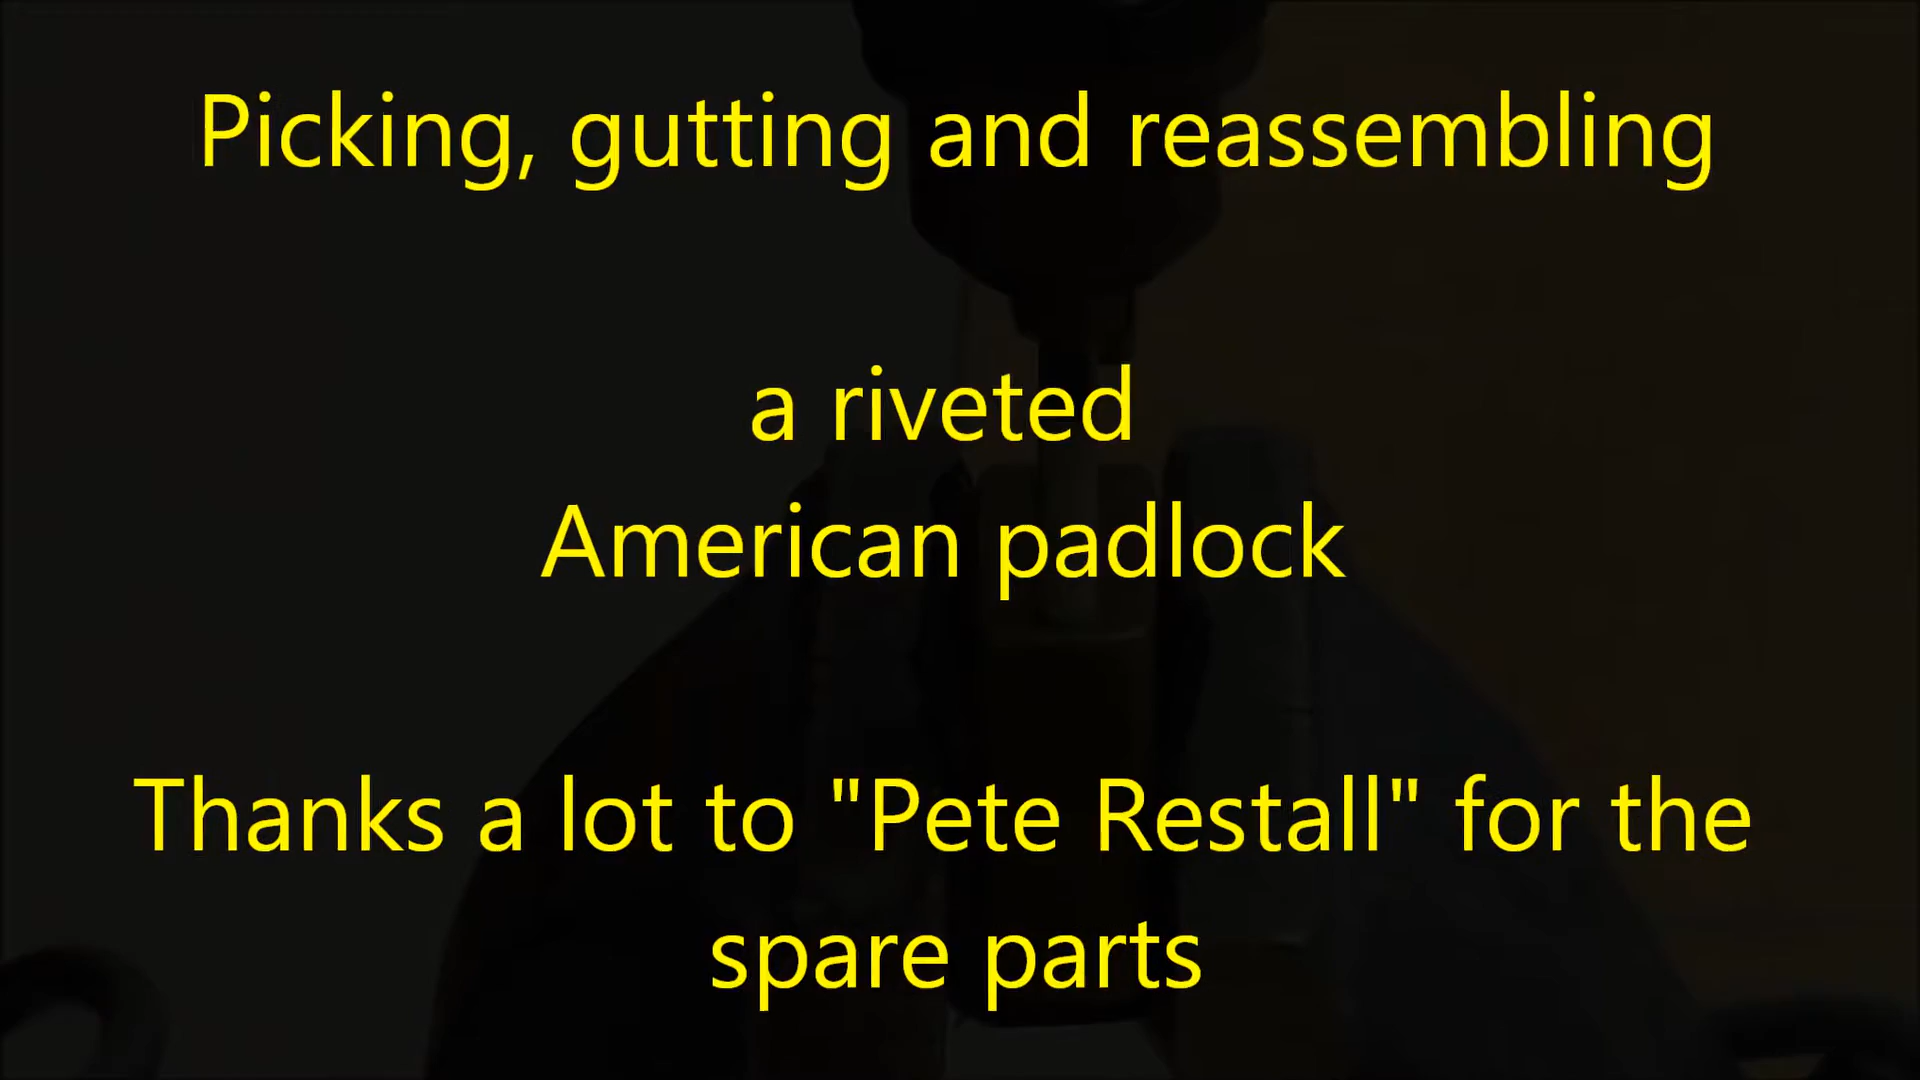 Picking, gutting and reassembling
a riveted
American padlock
Thanks a lot to "Pete Restall" for the
spare parts